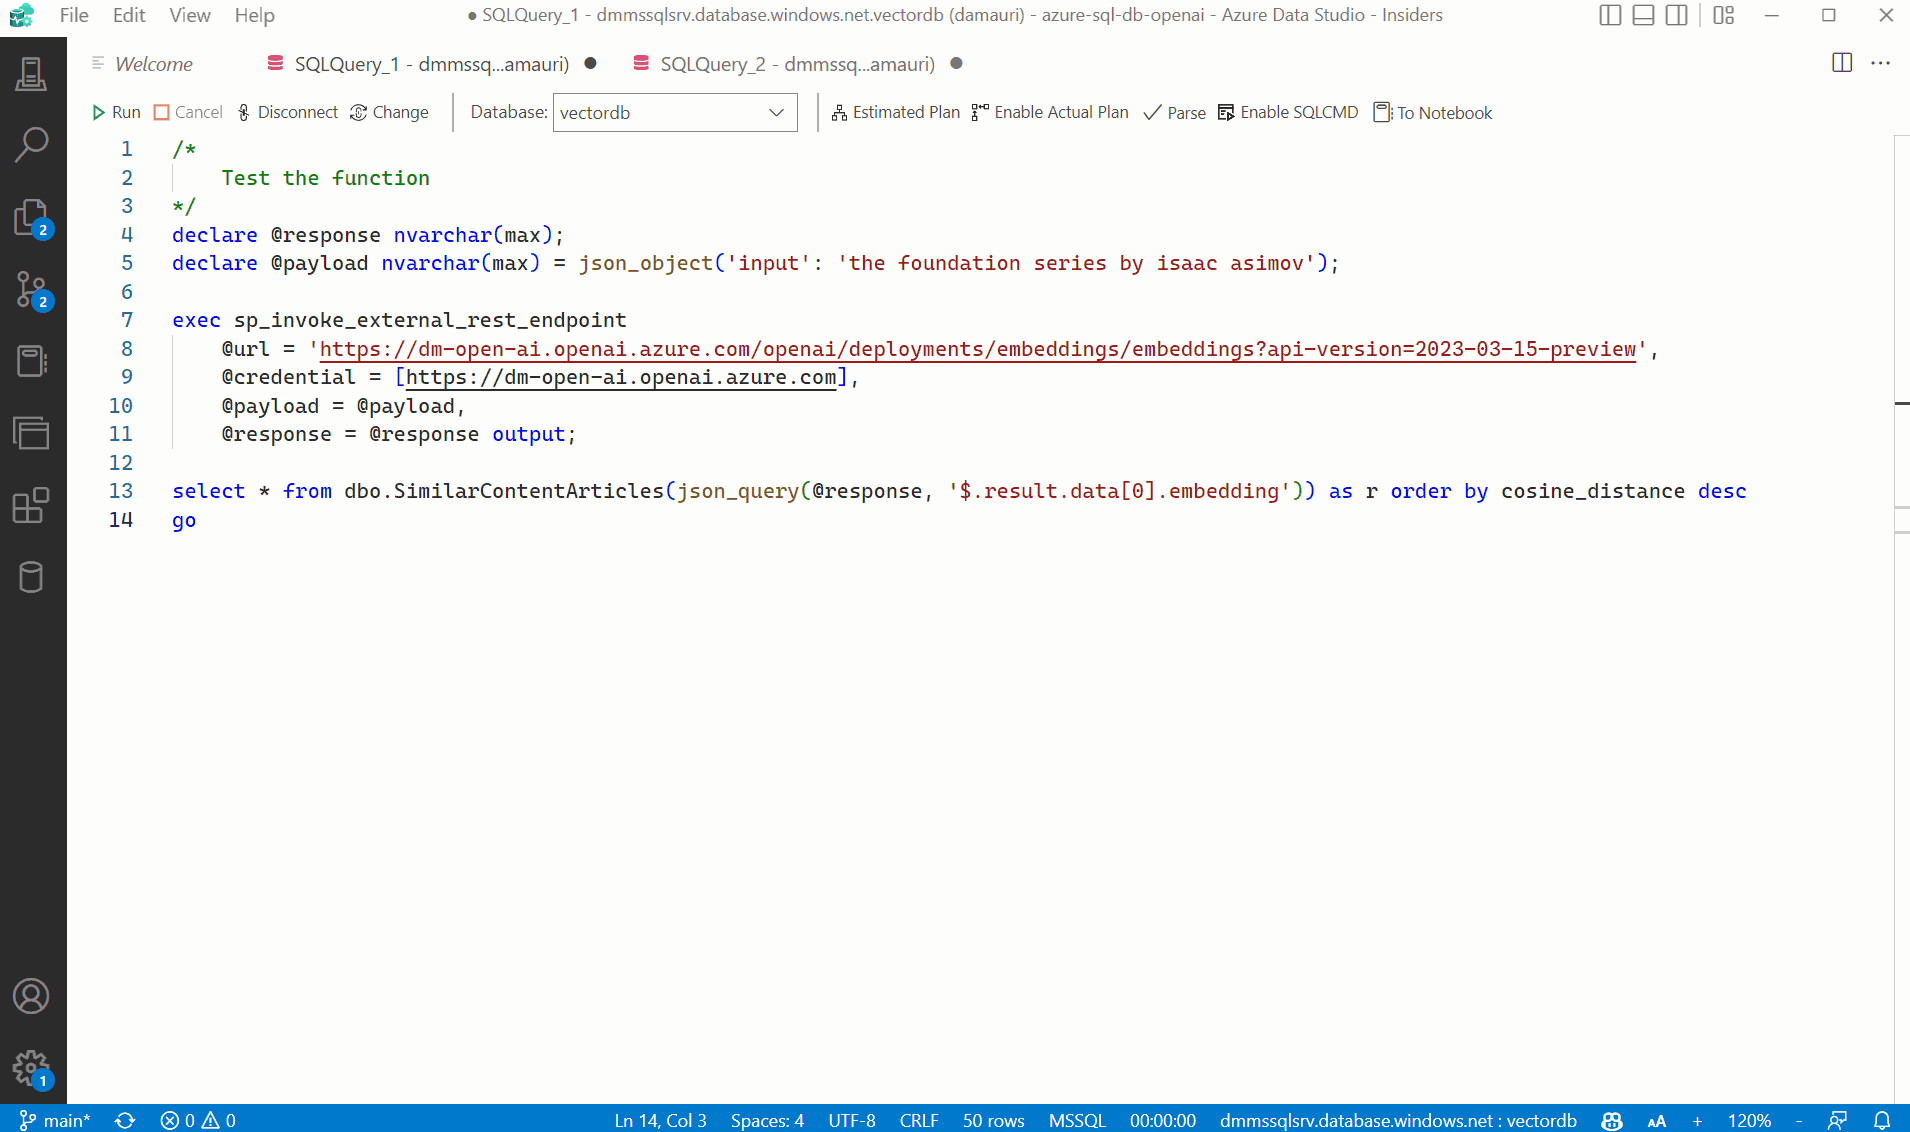 File Edit View Help
● SQLQuery_1 - dmmssqlsrv.database.windows.net.vectordb (damauri) - azure-sql-db-openai - Azure Data Studio - Insiders
Welcome SQLQuery_1 - dmmssq...amauri) ● SQLQuery_2 - dmmssq...amauri) ●
Run Cancel Disconnect Change Database: vectordb Estimated Plan Enable Actual Plan Parse Enable SQLCMD To Notebook
1 /*
2 Test the function
3 */
4 declare @response nvarchar(max);
5 declare @payload nvarchar(max) = json_object('input': 'the foundation series by isaac asimov');
6
7 exec sp_invoke_external_rest_endpoint
8 @url = 'https://dm-open-ai.openai.azure.com/openai/deployments/embeddings/embeddings?api-version=2023-03-15-preview',
9 @credential = [https://dm-open-ai.openai.azure.com],
10 @payload = @payload,
11 @response = @response output;
12
13 select * from dbo.SimilarContentArticles(json_query(@response, '$.result.data[0].embedding')) as r order by cosine_distance desc
14 go
2
2
1
main* 0 0 Ln 14, Col 3 Spaces: 4 UTF-8 CRLF 50 rows MSSQL 00:00:00 dmmssqlsrv.database.windows.net : vectordb AA + 120% -